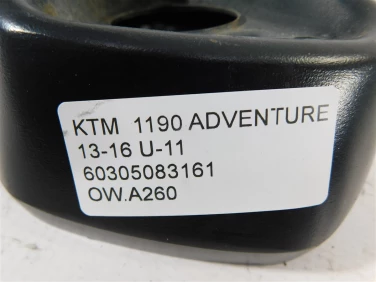 KTM 1190 ADVENTURE
13-16 U-11
60305083161
OW.A260